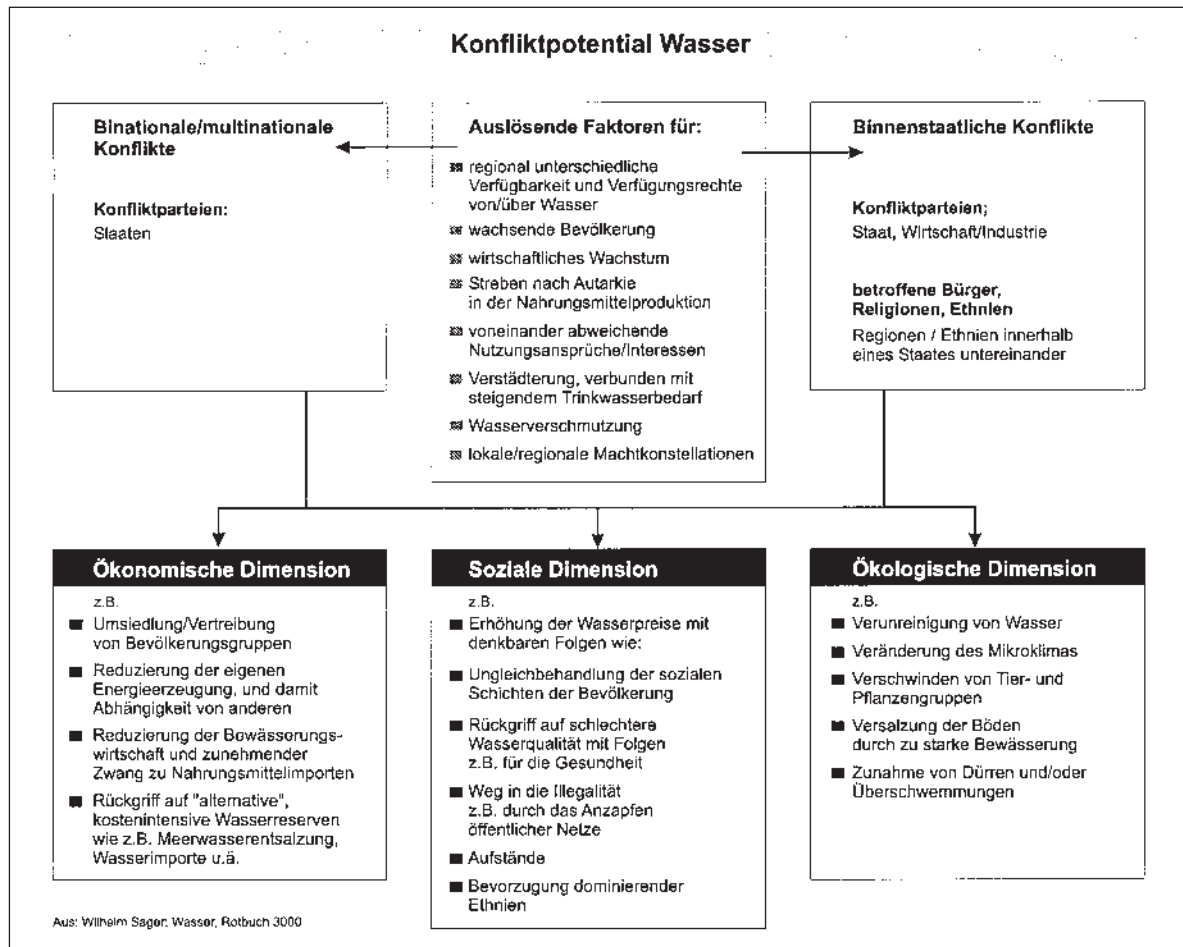 Konfliktpotential Wasser
Binationale/multinationale
Konflikte
Konfliktparteien:
Staaten
Auslösende Faktoren für:
regional unterschiedliche
Verfügbarkeit und Verfügungsrechte
von/über Wasser
wachsende Bevölkerung
wirtschaftliches Wachstum
Streben nach Autarkie
in der Nahrungsmittelproduktion
voneinander abweichende
Nutzungsansprüche/Interessen
Verstädterung, verbunden mit
steigendem Trinkwasserbedarf
Wasserverschmutzung
lokale/regionale Machtkonstellationen
Binnenstaatliche Konflikte
Konfliktparteien;
Staat, Wirtschaft/Industrie
betroffene Bürger,
Religionen, Ethnien
Regionen / Ethnien innerhalb
eines Staates untereinander
Ökonomische Dimension
z.B.
Umsiedlung/Vertreibung
von Bevölkerungsgruppen
Reduzierung der eigenen
Energieerzeugung, und damit
Abhängigkeit von anderen
Reduzierung der Bewässerungs-
wirtschaft und zunehmender
Zwang zu Nahrungsmittelimporten
Rückgriff auf "alternative",
kostenintensive Wasserreserven
wie z.B. Meerwasserentsalzung,
Wasserimporte u.ä.
Soziale Dimension
z.B.
Erhöhung der Wasserpreise mit
denkbaren Folgen wie:
Ungleichbehandlung der sozialen
Schichten der Bevölkerung
Rückgriff auf schlechtere
Wasserqualität mit Folgen
z.B. für die Gesundheit
Weg in die Illegalität
z.B. durch das Anzapfen
öffentlicher Netze
Aufstände
Bevorzugung dominierender
Ethnien
Ökologische Dimension
z.B.
Verunreinigung von Wasser
Veränderung des Mikroklimas
Verschwinden von Tier- und
Pflanzengruppen
Versalzung der Böden
durch zu starke Bewässerung
Zunahme von Dürren und/oder
Überschwemmungen
Aus: Wilhelm Sager: Wasser, Rotbuch 3000